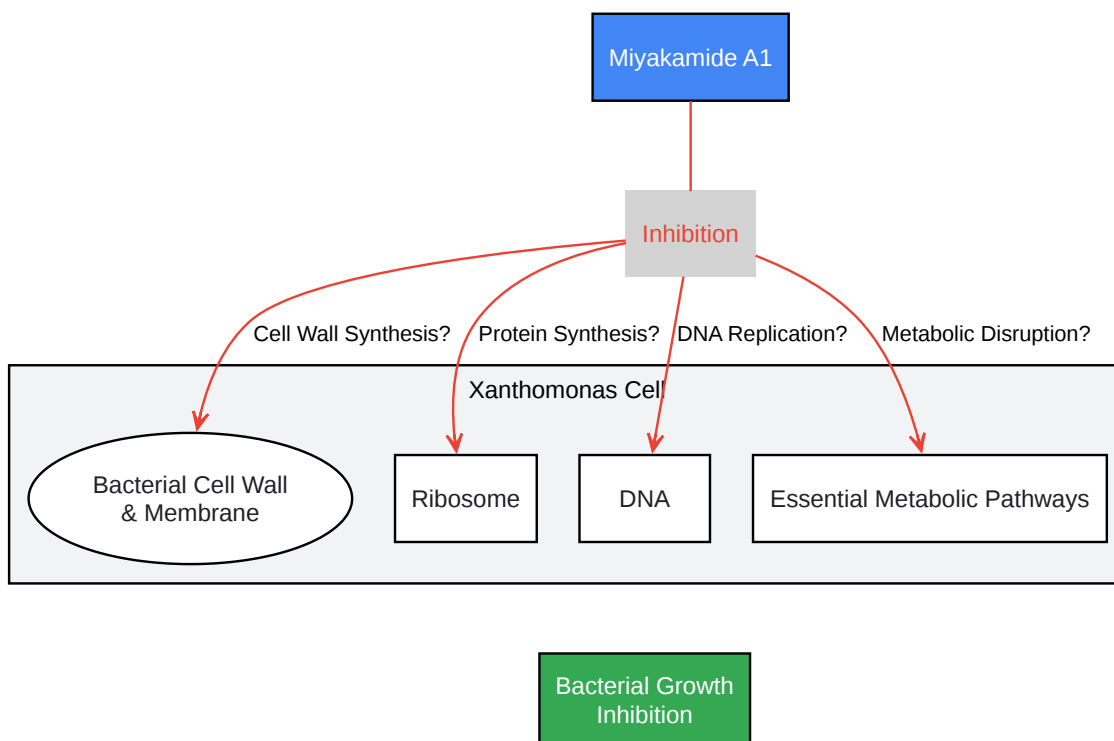 Miyakamide A1
Inhibition
Cell Wall Synthesis?
Protein Synthesis?
DNA Replication?
Metabolic Disruption?
Xanthomonas Cell
Bacterial Cell Wall
& Membrane
Ribosome
DNA
Essential Metabolic Pathways
Bacterial Growth
Inhibition